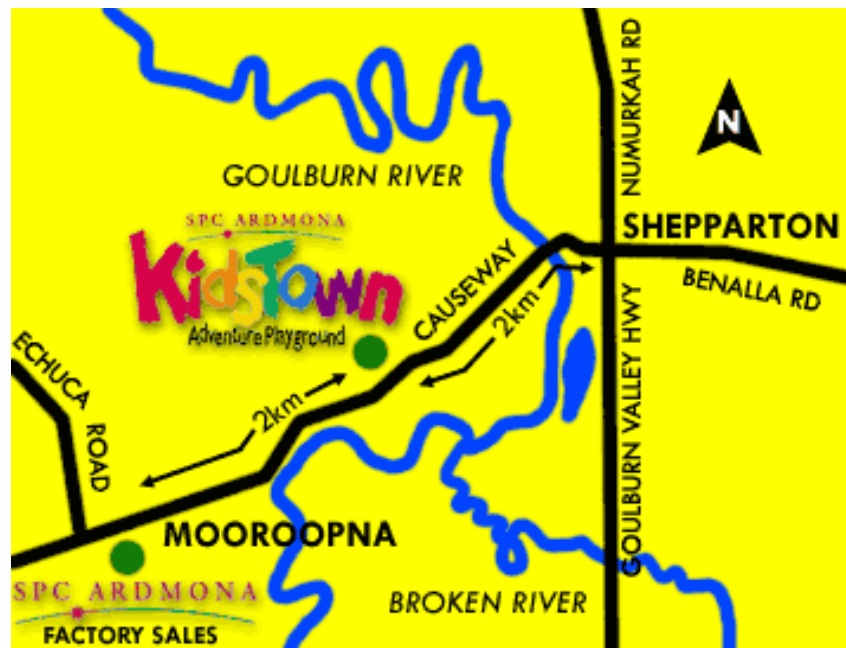 NUMURKAH RD
N
GOULBURN RIVER
SPC ARDMONA
KidsTown
Adventure Playground
SHEPPARTON
CAUSEWAY
BENALLA RD
2km
GOULBURN VALLEY HWY
ECHUCA ROAD
2km
MOOROOPNA
SPC ARDMONA
FACTORY SALES
BROKEN RIVER